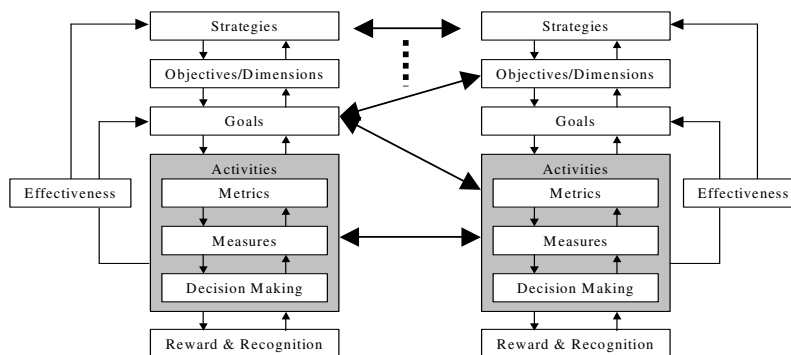 Strategies
Objectives/Dimensions
Goals
Activities
Metrics
Effectiveness
Measures
Decision Making
Reward & Recognition
Strategies
Objectives/Dimensions
Goals
Activities
Metrics
Effectiveness
Measures
Decision Making
Reward & Recognition